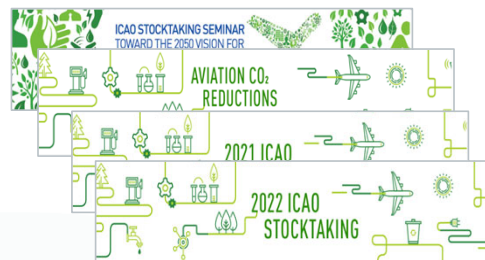 ICAO STOCKTAKING SEMINAR
TOWARD THE 2050 VISION FOR
AVIATION CO₂
REDUCTIONS
2021 ICAO
2022 ICAO
STOCKTAKING